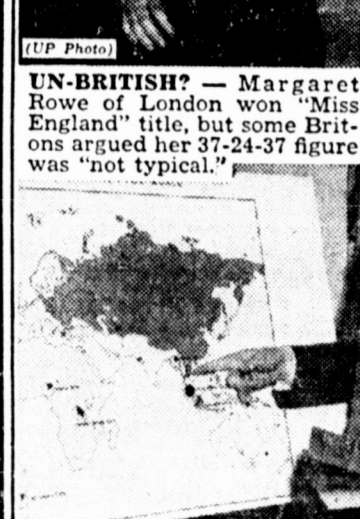 (UP Photo)
UN-BRITISH? — Margaret
Rowe of London won "Miss
England" title, but some Brit-
ons argued her 37-24-37 figure
was "not typical."